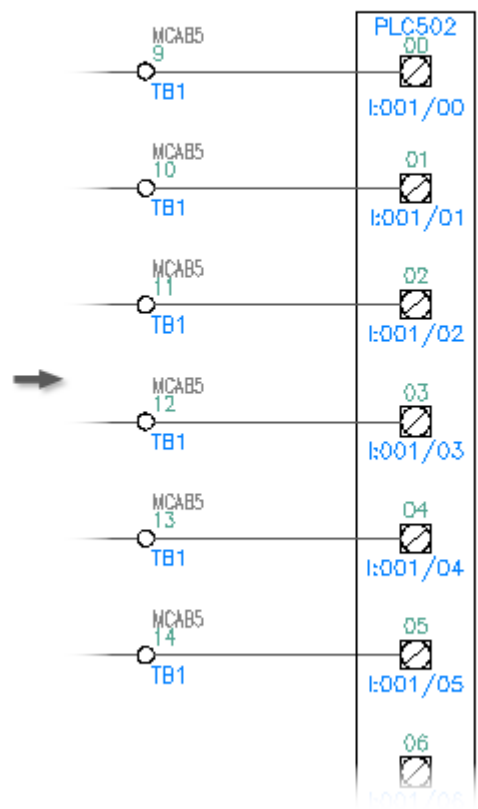 PLC502
MCAB5
9
00
TB1
I:001/00
MCAB5
10
01
TB1
I:001/01
MCAB5
11
02
TB1
I:001/02
MCAB5
12
03
TB1
I:001/03
MCAB5
13
04
TB1
I:001/04
MCAB5
14
05
TB1
I:001/05
06